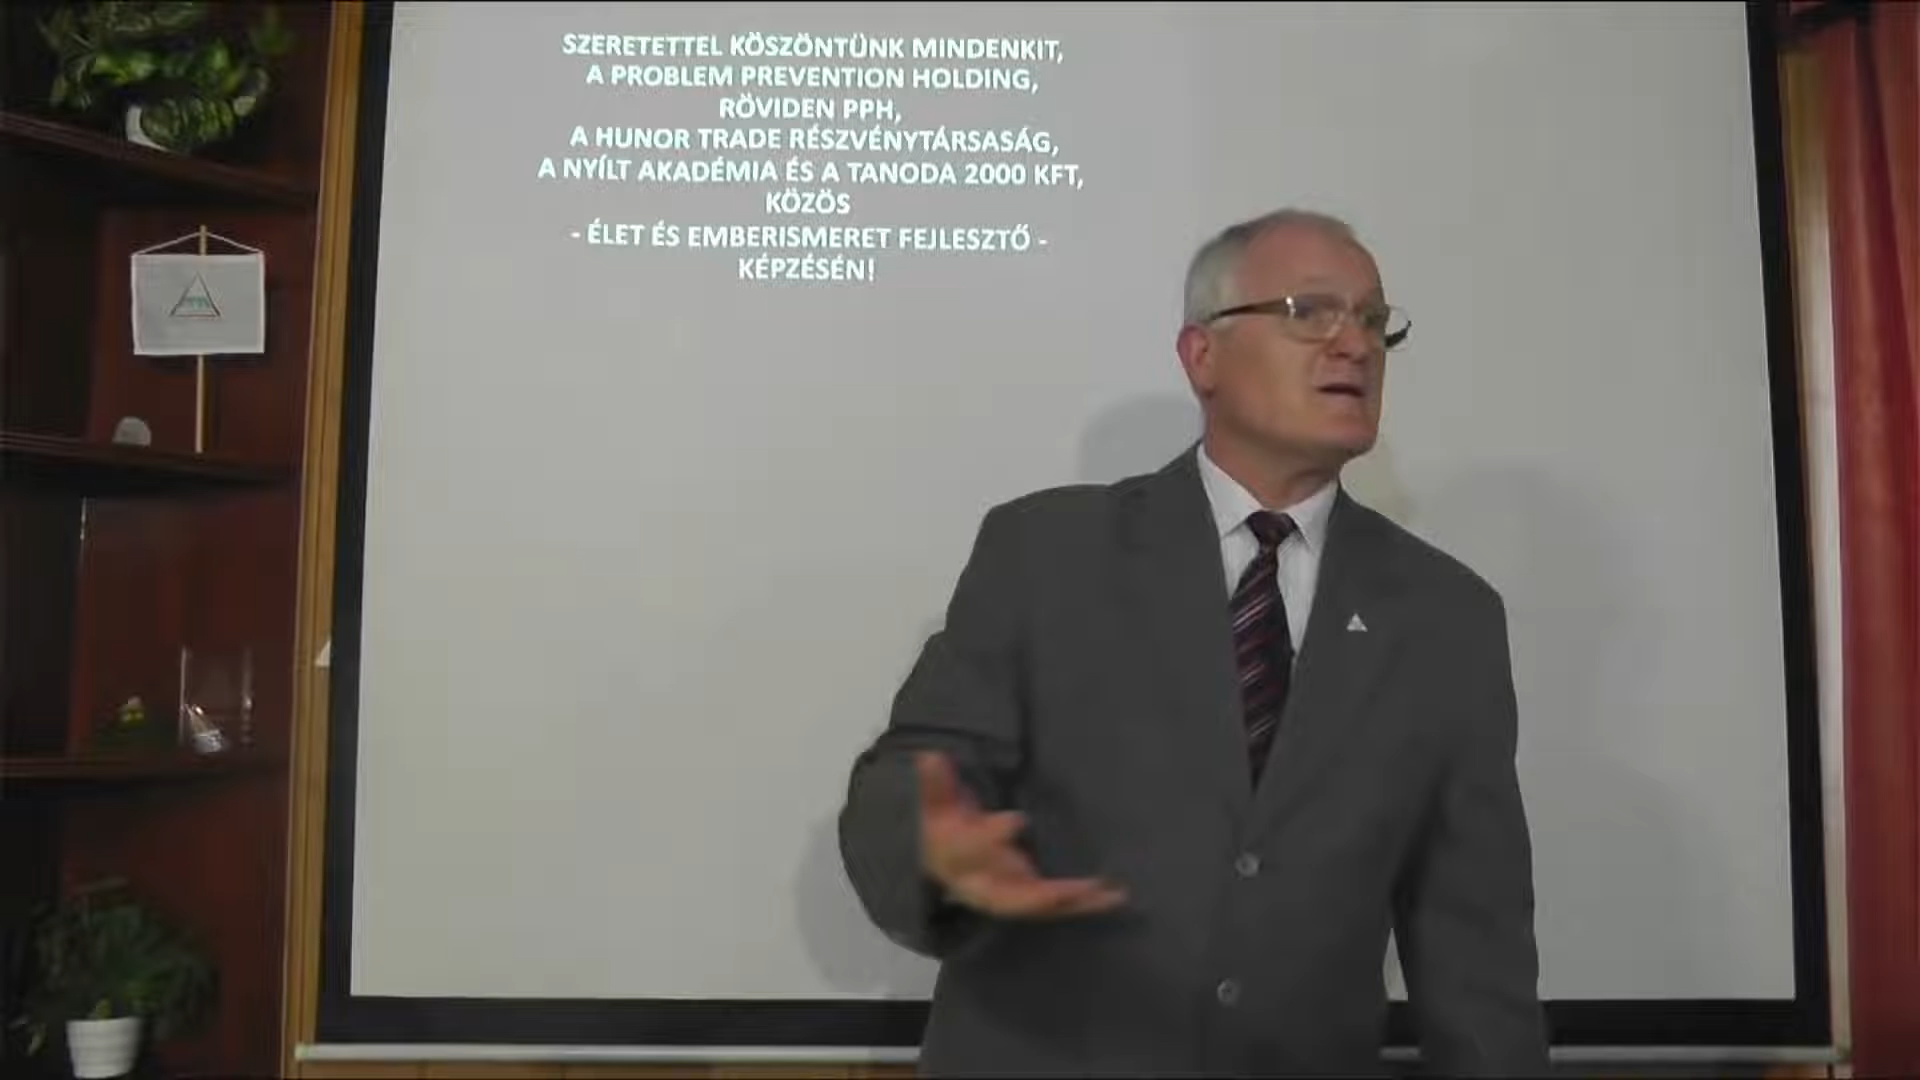 SZERETETTEL KÖSZÖNTÜNK MINDENKIT,
A PROBLEM PREVENTION HOLDING,
RÖVIDEN PPH,
A HUNOR TRADE RÉSZVÉNYTÁRSASÁG,
A NYÍLT AKADÉMIA ÉS A TANODA 2000 KFT,
KÖZÖS
- ÉLET ÉS EMBERISMERET FEJLESZTŐ -
KÉPZÉSÉN!